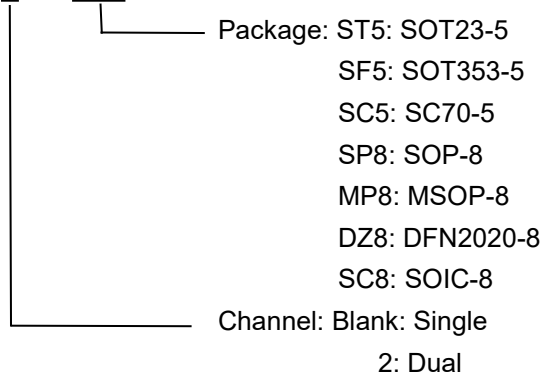 Package: ST5: SOT23-5
SF5: SOT353-5
SC5: SC70-5
SP8: SOP-8
MP8: MSOP-8
DZ8: DFN2020-8
SC8: SOIC-8
Channel: Blank: Single
2: Dual